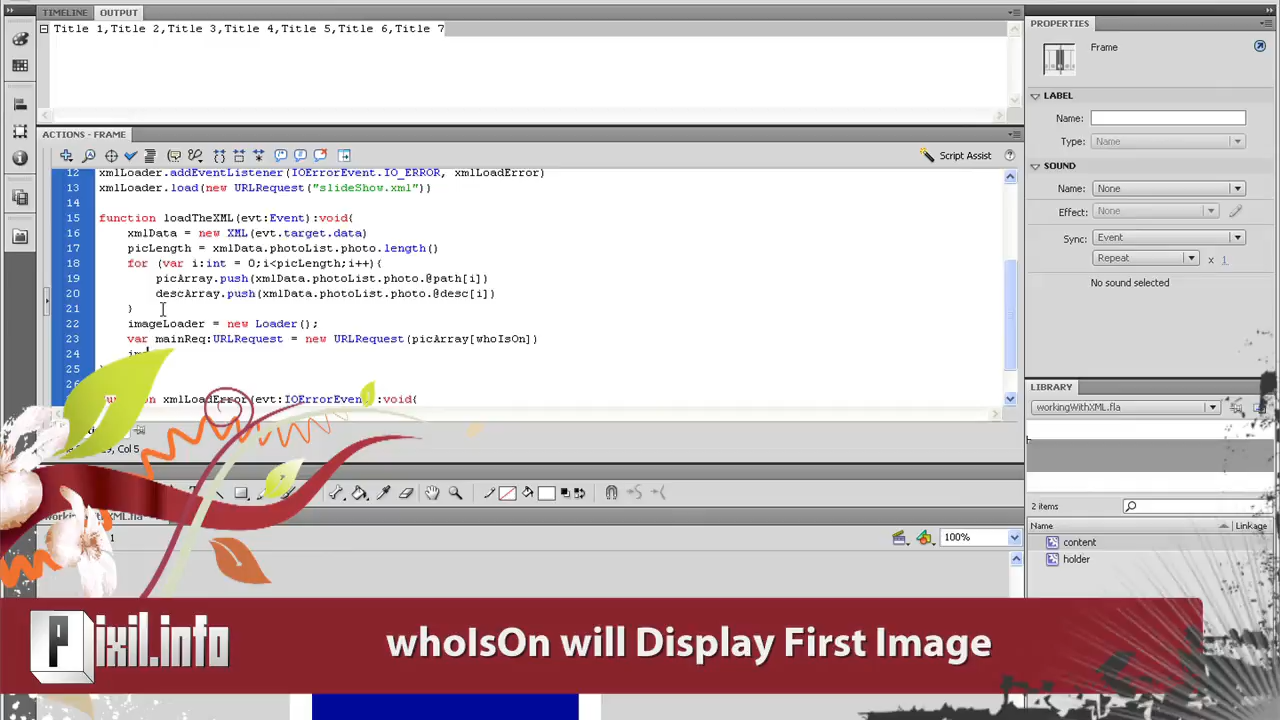 TIMELINE OUTPUT
Title 1,Title 2,Title 3,Title 4,Title 5,Title 6,Title 7
ACTIONS - FRAME
Script Assist
12 xmlLoader.addEventListener(IOErrorEvent.IO_ERROR, xmlLoadError)
13 xmlLoader.load(new URLRequest("slideShow.xml"))
14
15 function loadTheXML(evt:Event):void{
16 xmlData = new XML(evt.target.data)
17 picLength = xmlData.photoList.photo.length()
18 for (var i:int = 0;i<picLength;i++){
19 picArray.push(xmlData.photoList.photo.@path[i])
20 descArray.push(xmlData.photoList.photo.@desc[i])
21 }
22 imageLoader = new Loader();
23 var mainReq:URLRequest = new URLRequest(picArray[whoIsOn])
24
xmlLoadError(evt:IOErrorEvent):void{
Col 5
1
100%
PROPERTIES
Frame
LABEL
Name:
Type: Name
SOUND
Name: None
Effect: None
Sync: Event
Repeat x 1
No sound selected
LIBRARY
workingWithXML.fla
2 items
Name Linkage
content
holder
Pixil.info
whoIsOn will Display First Image